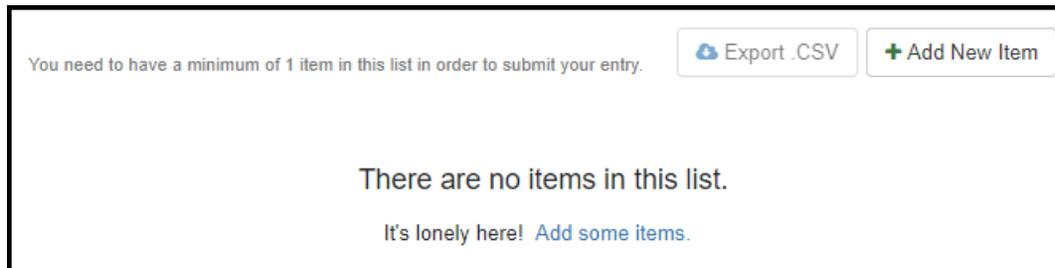 You need to have a minimum of 1 item in this list in order to submit your entry.
Export .CSV
Add New Item
There are no items in this list.
It's lonely here! Add some items.